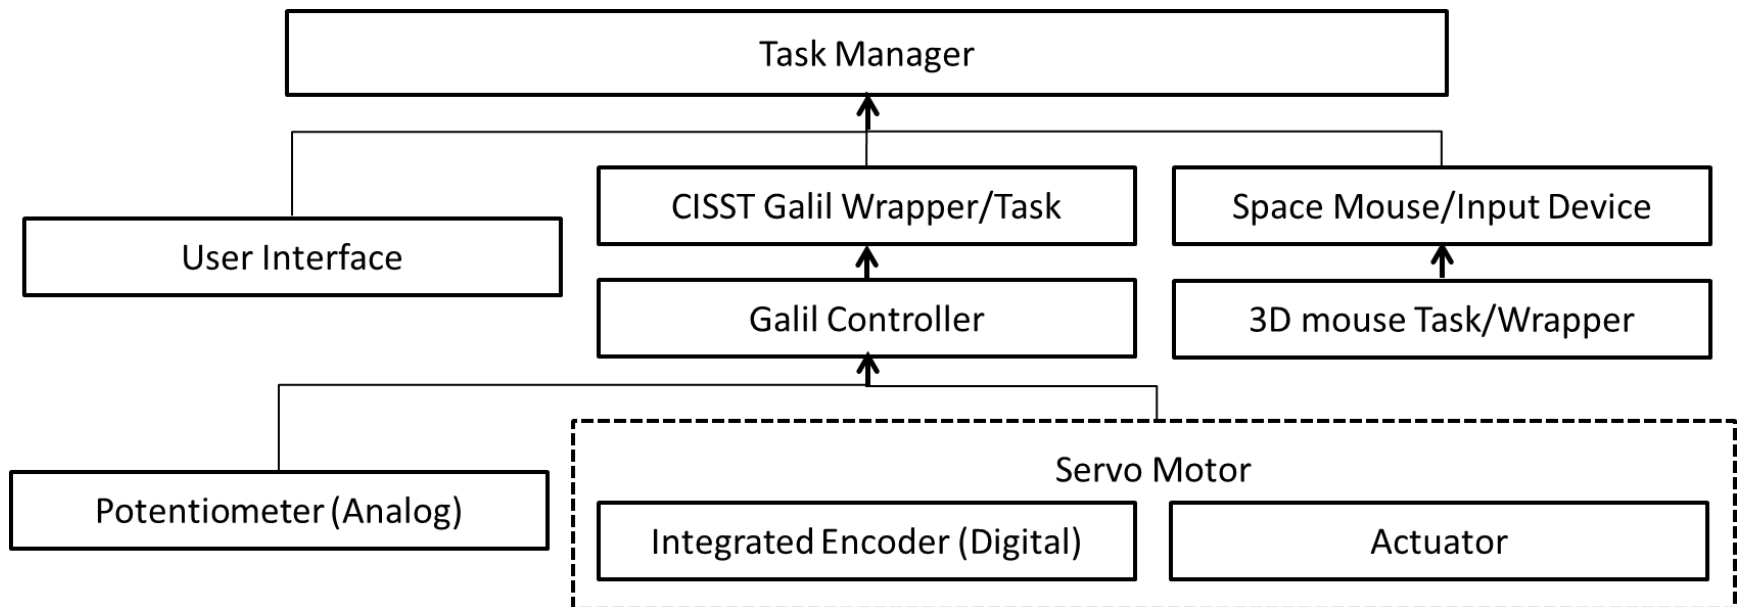 Task Manager
CISST Galil Wrapper/Task
Space Mouse/Input Device
User Interface
Galil Controller
3D mouse Task/Wrapper
Servo Motor
Potentiometer (Analog)
Integrated Encoder (Digital)
Actuator